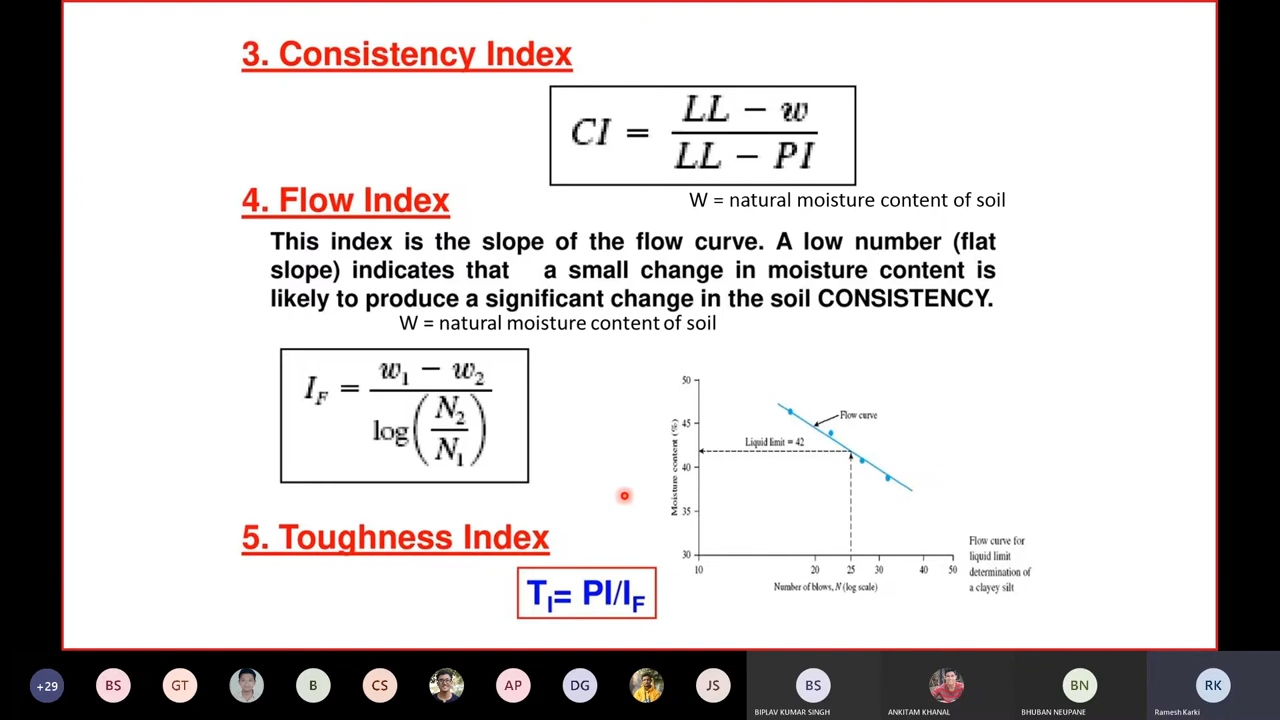 3. Consistency Index
CI = LL − w / LL − PI
W = natural moisture content of soil
4. Flow Index
This index is the slope of the flow curve. A low number (flat
slope) indicates that a small change in moisture content is
likely to produce a significant change in the soil CONSISTENCY.
W = natural moisture content of soil
I_F = w_1 − w_2 / log(N_2 / N_1)
50
45
40
35
30
Moisture content (%)
Flow curve
Liquid limit = 42
10 20 25 30 40 50
Number of blows, N (log scale)
Flow curve for
liquid limit
determination of
a clayey silt
5. Toughness Index
T_I= PI/I_F
+29 BS GT B CS AP DG JS BS BN RK
BIPLAV KUMAR SINGH ANKITAM KHANAL BHUBAN NEUPANE Ramesh Karki